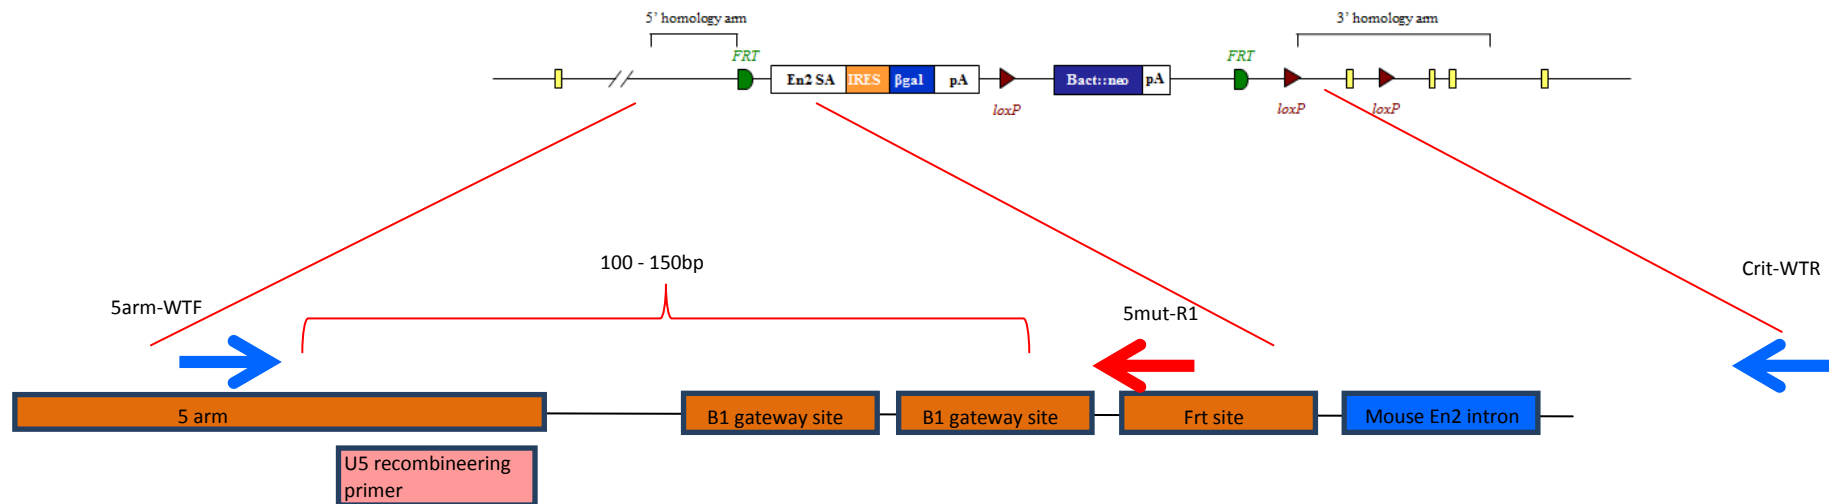 5' homology arm
3' homology arm
FRT
FRT
En2 SA
IRES
βgal
pA
Bact::neo
pA
loxP
loxP
loxP
100 - 150bp
Crit-WTR
5arm-WTF
5mut-R1
5 arm
B1 gateway site
B1 gateway site
Frt site
Mouse En2 intron
U5 recombineering
primer